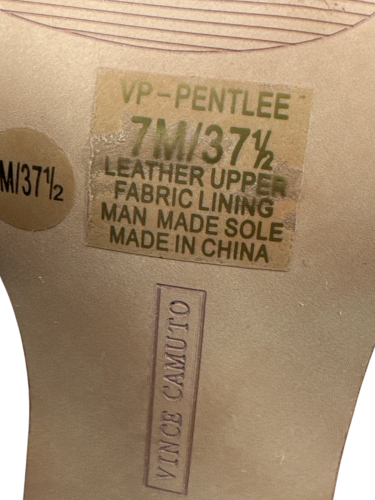 VP-PENTLEE
7M/37½
LEATHER UPPER
FABRIC LINING
MAN MADE SOLE
MADE IN CHINA
M/37½
VINCE CAMUTO